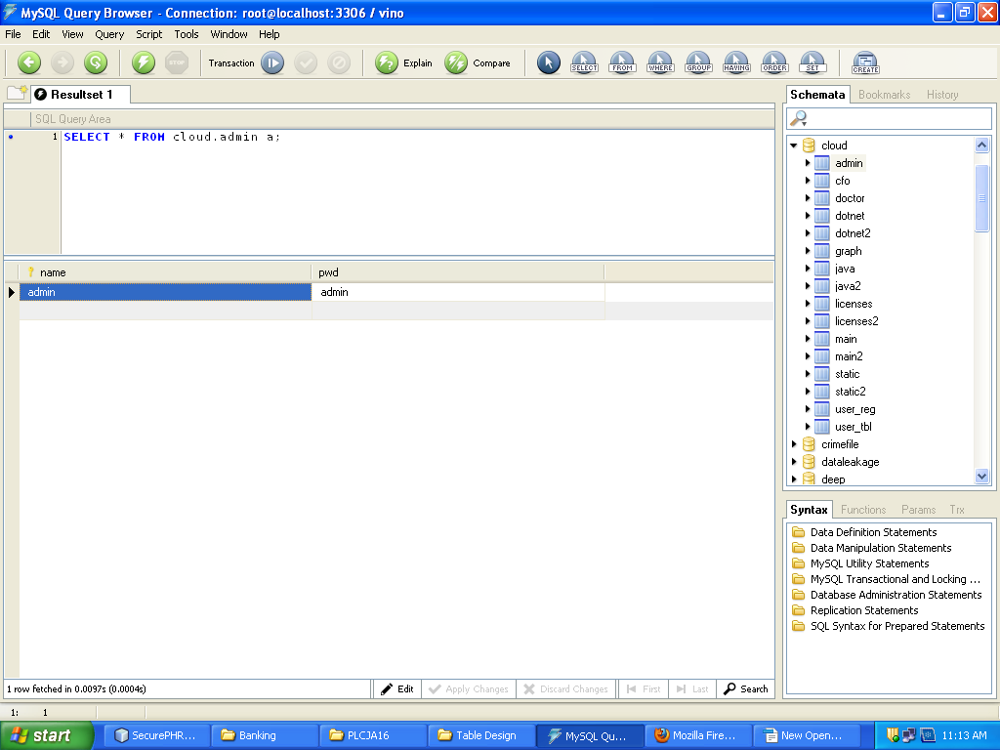 MySQL Query Browser - Connection: root@localhost:3306 / vino
File Edit View Query Script Tools Window Help
STOP Transaction Explain Compare SELECT FROM WHERE GROUP HAVING ORDER SET CREATE
Resultset 1
SQL Query Area
1 SELECT * FROM cloud.admin a;
name pwd
admin admin
1 row fetched in 0.0097s (0.0004s) Edit Apply Changes Discard Changes First Last Search
1: 1
Schemata Bookmarks History
cloud
admin
cfo
doctor
dotnet
dotnet2
graph
java
java2
licenses
licenses2
main
main2
static
static2
user_reg
user_tbl
crimefile
dataleakage
deep
Syntax Functions Params Trx
Data Definition Statements
Data Manipulation Statements
MySQL Utility Statements
MySQL Transactional and Locking ...
Database Administration Statements
Replication Statements
SQL Syntax for Prepared Statements
start SecurePHR... Banking PLCJA16 Table Design MySQL Qu... Mozilla Fire... New Open... 11:13 AM